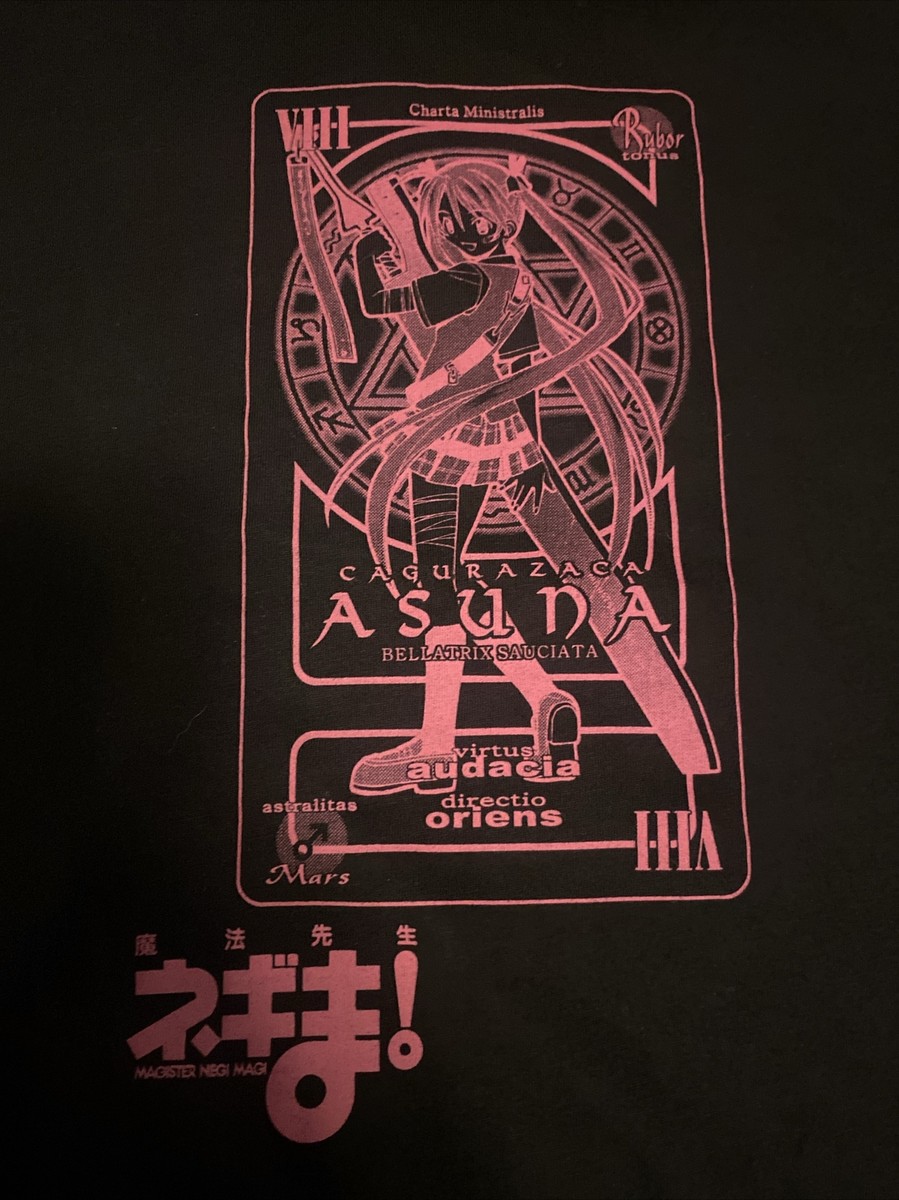 VIII
Charta Ministralis
Rubor
tonus
CAGURAZACA
ASUNA
BELLATRIX SAUCIATA
virtus
audacia
directio
oriens
astralitas
Mars
VIII
魔法先生
ネギま!
MAGISTER NEGI MAGI